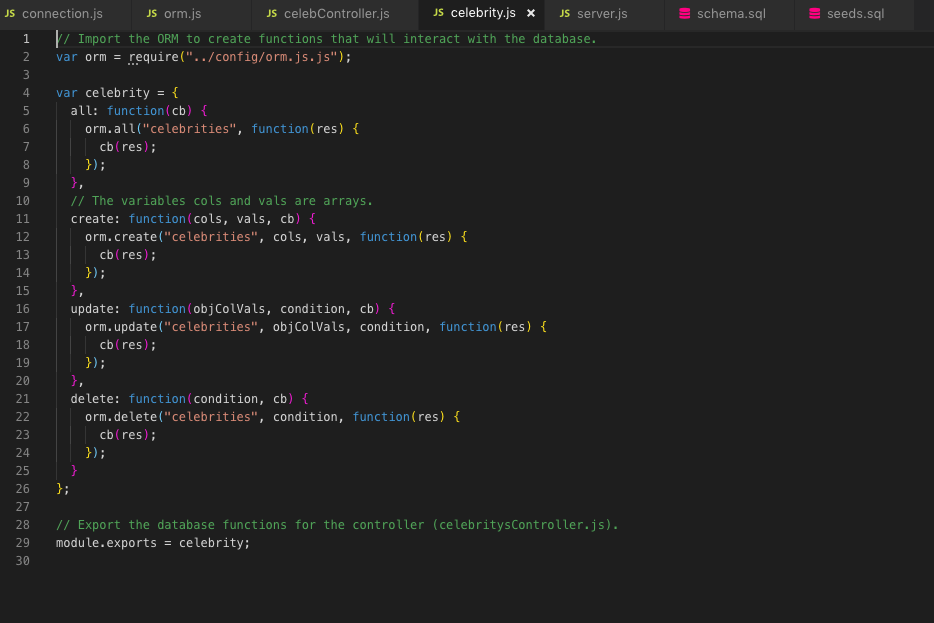 JS connection.js JS orm.js JS celebController.js JS celebrity.js × JS server.js schema.sql seeds.sql
1 // Import the ORM to create functions that will interact with the database.
2 var orm = require("../config/orm.js.js");
3
4 var celebrity = {
5   all: function(cb) {
6     orm.all("celebrities", function(res) {
7       cb(res);
8     });
9   },
10   // The variables cols and vals are arrays.
11   create: function(cols, vals, cb) {
12     orm.create("celebrities", cols, vals, function(res) {
13       cb(res);
14     });
15   },
16   update: function(objColVals, condition, cb) {
17     orm.update("celebrities", objColVals, condition, function(res) {
18       cb(res);
19     });
20   },
21   delete: function(condition, cb) {
22     orm.delete("celebrities", condition, function(res) {
23       cb(res);
24     });
25   }
26 };
27
28 // Export the database functions for the controller (celebritysController.js).
29 module.exports = celebrity;
30